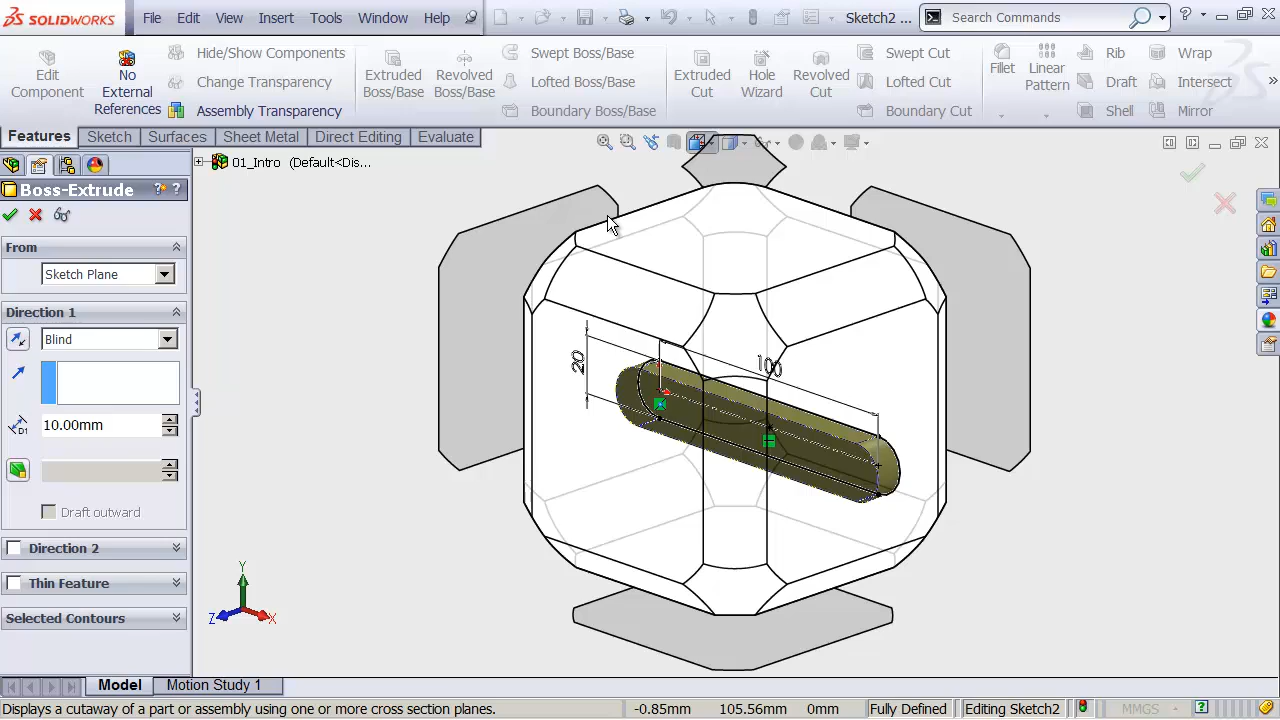 SOLIDWORKS File Edit View Insert Tools Window Help Sketch2 ... Search Commands ?
Edit Component
No External References
Hide/Show Components
Change Transparency
Assembly Transparency
Extruded Boss/Base
Revolved Boss/Base
Swept Boss/Base
Lofted Boss/Base
Boundary Boss/Base
Extruded Cut
Hole Wizard
Revolved Cut
Swept Cut
Lofted Cut
Boundary Cut
Fillet
Linear Pattern
Rib
Draft
Shell
Wrap
Intersect
Mirror
Features Sketch Surfaces Sheet Metal Direct Editing Evaluate
01_Intro (Default<Dis...
Boss-Extrude
From
Sketch Plane
Direction 1
Blind
D1 10.00mm
Draft outward
Direction 2
Thin Feature
Selected Contours
20
100
Y
Z X
Model Motion Study 1
Displays a cutaway of a part or assembly using one or more cross section planes. -0.85mm 105.56mm 0mm Fully Defined Editing Sketch2 MMGS ?